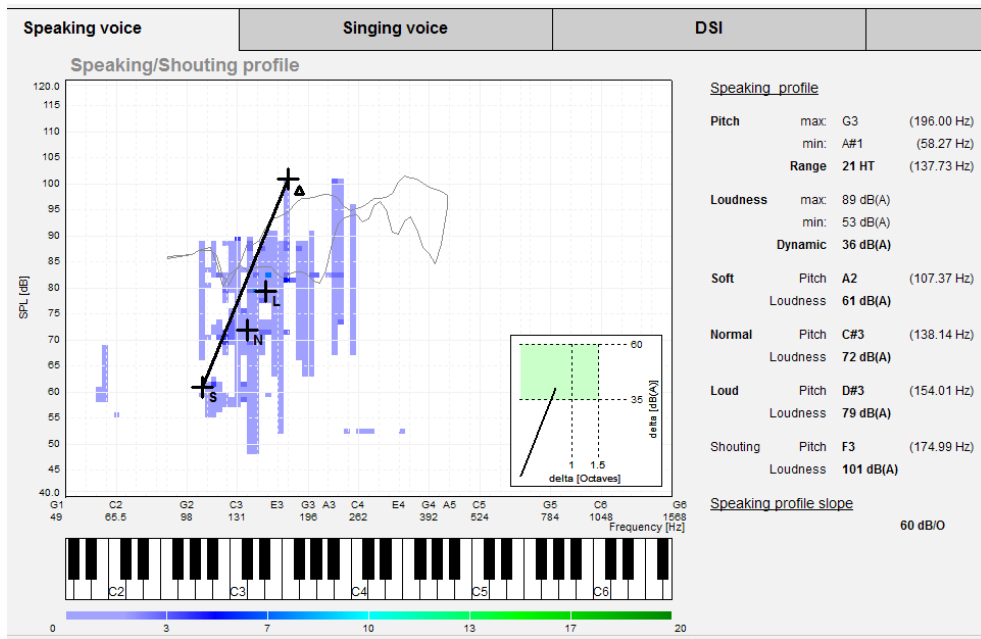 Speaking voice
Singing voice
DSI
Speaking/Shouting profile
120.0
115
110
105
100
95
90
85
80
75
70
65
60
55
50
45
40.0
SPL [dB]
Δ
L
N
S
60
35
delta [dB(A)]
1 1.5
delta [Octaves]
G1 C2 G2 C3 E3 G3 A3 C4 E4 G4 A5 C5 G5 C6 G6
49 65.5 98 131 196 262 392 524 784 1048 1568
Frequency [Hz]
C2 C3 C4 C5 C6
0 3 7 10 13 17 20
Speaking profile
Pitch max: G3 (196.00 Hz)
min: A#1 (58.27 Hz)
Range 21 HT (137.73 Hz)
Loudness max: 89 dB(A)
min: 53 dB(A)
Dynamic 36 dB(A)
Soft Pitch A2 (107.37 Hz)
Loudness 61 dB(A)
Normal Pitch C#3 (138.14 Hz)
Loudness 72 dB(A)
Loud Pitch D#3 (154.01 Hz)
Loudness 79 dB(A)
Shouting Pitch F3 (174.99 Hz)
Loudness 101 dB(A)
Speaking profile slope
60 dB/O